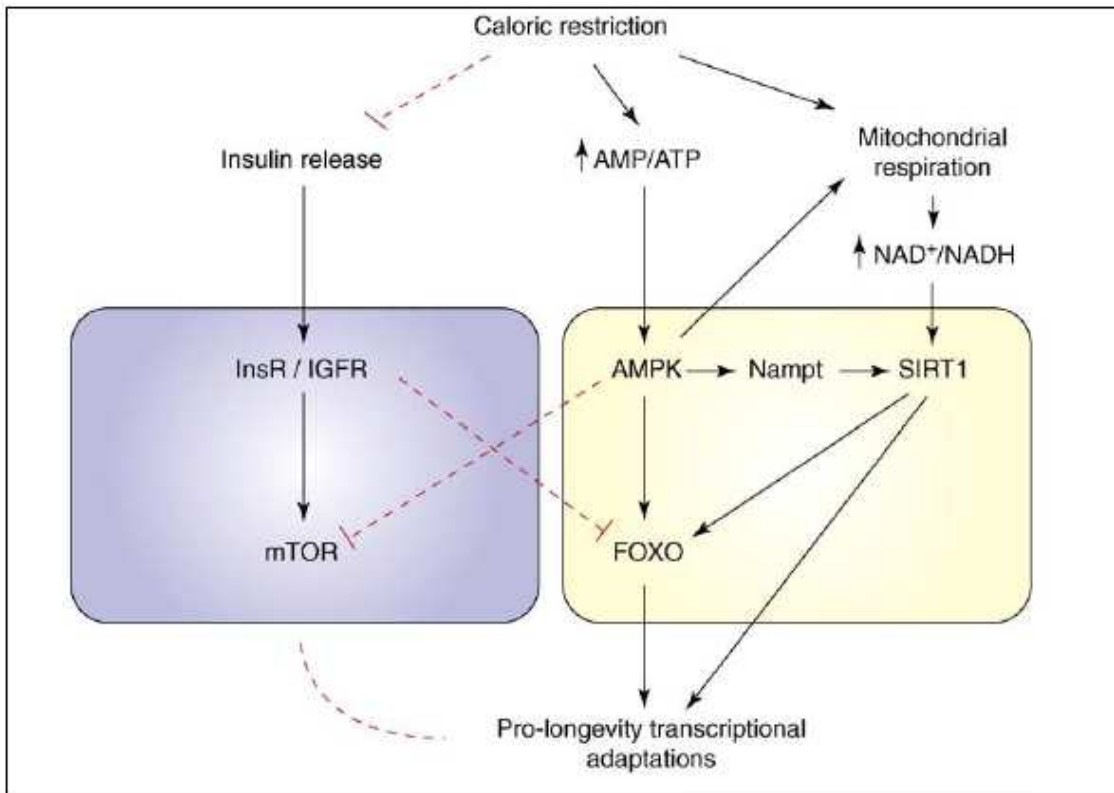 Caloric restriction
Insulin release
↑ AMP/ATP
Mitochondrial
respiration
↑ NAD⁺/NADH
InsR / IGFR
AMPK
Nampt
SIRT1
mTOR
FOXO
Pro-longevity transcriptional
adaptations